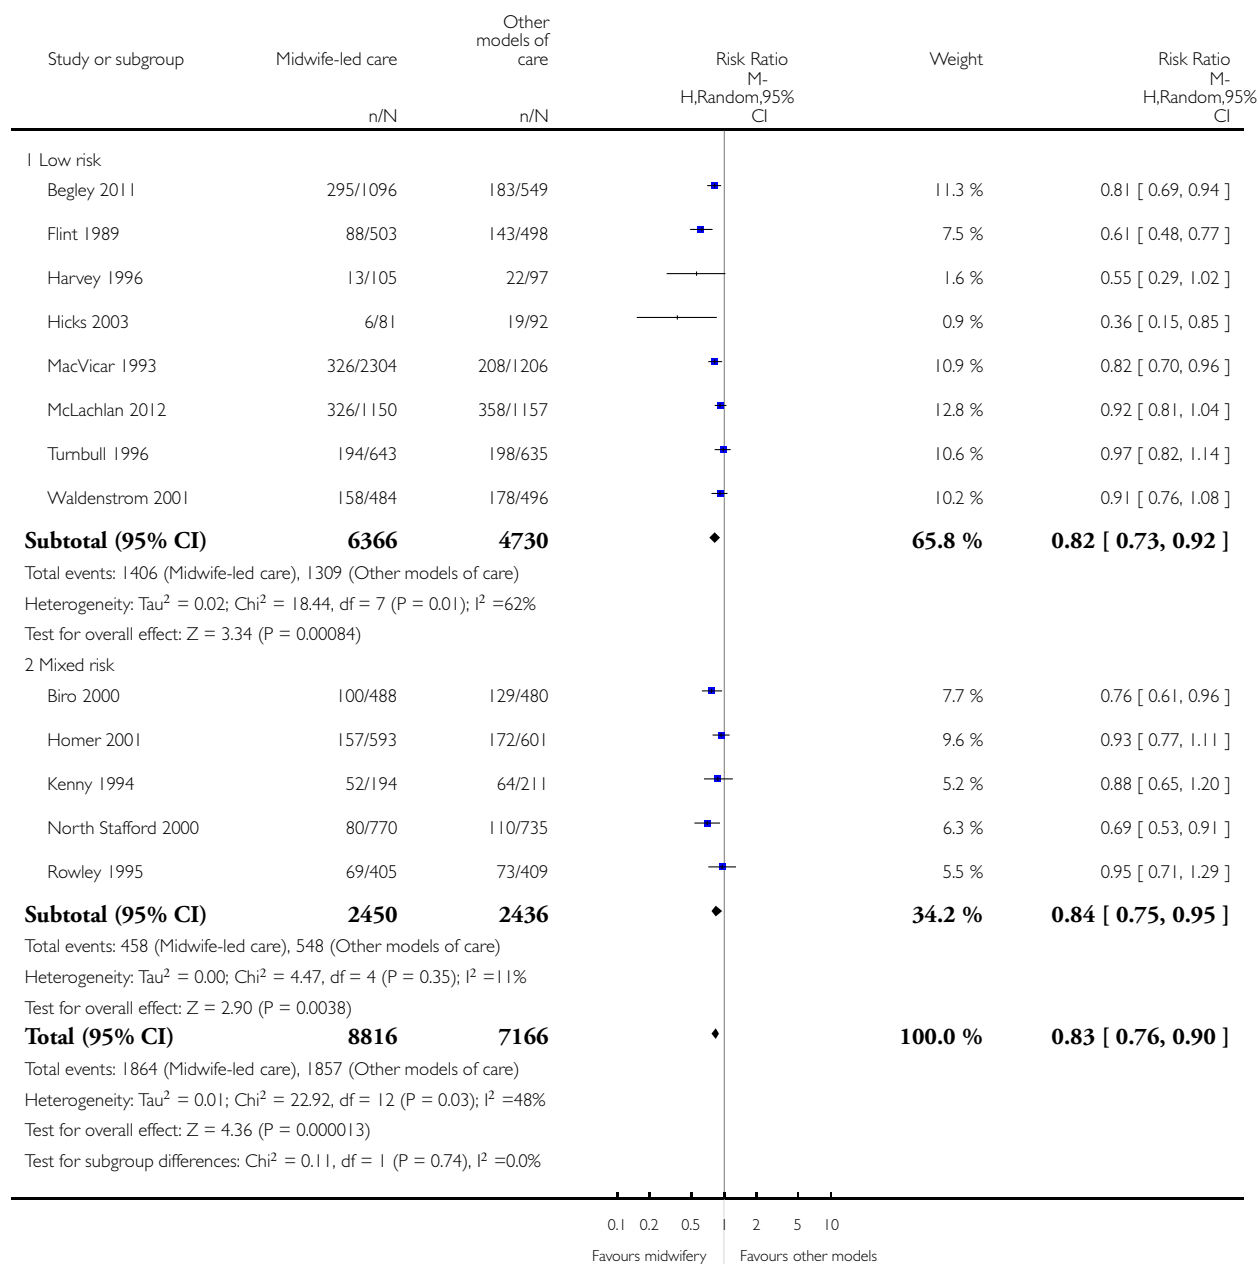 Study or subgroup Midwife-led care Other models of care Risk Ratio Weight Risk Ratio
n/N n/N M-H,Random,95% CI M-H,Random,95% CI
1 Low risk
Begley 2011 295/1096 183/549 11.3 % 0.81 [ 0.69, 0.94 ]
Flint 1989 88/503 143/498 7.5 % 0.61 [ 0.48, 0.77 ]
Harvey 1996 13/105 22/97 1.6 % 0.55 [ 0.29, 1.02 ]
Hicks 2003 6/81 19/92 0.9 % 0.36 [ 0.15, 0.85 ]
MacVicar 1993 326/2304 208/1206 10.9 % 0.82 [ 0.70, 0.96 ]
McLachlan 2012 326/1150 358/1157 12.8 % 0.92 [ 0.81, 1.04 ]
Turnbull 1996 194/643 198/635 10.6 % 0.97 [ 0.82, 1.14 ]
Waldenstrom 2001 158/484 178/496 10.2 % 0.91 [ 0.76, 1.08 ]
Subtotal (95% CI) 6366 4730 65.8 % 0.82 [ 0.73, 0.92 ]
Total events: 1406 (Midwife-led care), 1309 (Other models of care)
Heterogeneity: Tau² = 0.02; Chi² = 18.44, df = 7 (P = 0.01); I² =62%
Test for overall effect: Z = 3.34 (P = 0.00084)
2 Mixed risk
Biro 2000 100/488 129/480 7.7 % 0.76 [ 0.61, 0.96 ]
Homer 2001 157/593 172/601 9.6 % 0.93 [ 0.77, 1.11 ]
Kenny 1994 52/194 64/211 5.2 % 0.88 [ 0.65, 1.20 ]
North Stafford 2000 80/770 110/735 6.3 % 0.69 [ 0.53, 0.91 ]
Rowley 1995 69/405 73/409 5.5 % 0.95 [ 0.71, 1.29 ]
Subtotal (95% CI) 2450 2436 34.2 % 0.84 [ 0.75, 0.95 ]
Total events: 458 (Midwife-led care), 548 (Other models of care)
Heterogeneity: Tau² = 0.00; Chi² = 4.47, df = 4 (P = 0.35); I² =11%
Test for overall effect: Z = 2.90 (P = 0.0038)
Total (95% CI) 8816 7166 100.0 % 0.83 [ 0.76, 0.90 ]
Total events: 1864 (Midwife-led care), 1857 (Other models of care)
Heterogeneity: Tau² = 0.01; Chi² = 22.92, df = 12 (P = 0.03); I² =48%
Test for overall effect: Z = 4.36 (P = 0.000013)
Test for subgroup differences: Chi² = 0.11, df = 1 (P = 0.74), I² =0.0%
0.1 0.2 0.5 1 2 5 10
Favours midwifery Favours other models